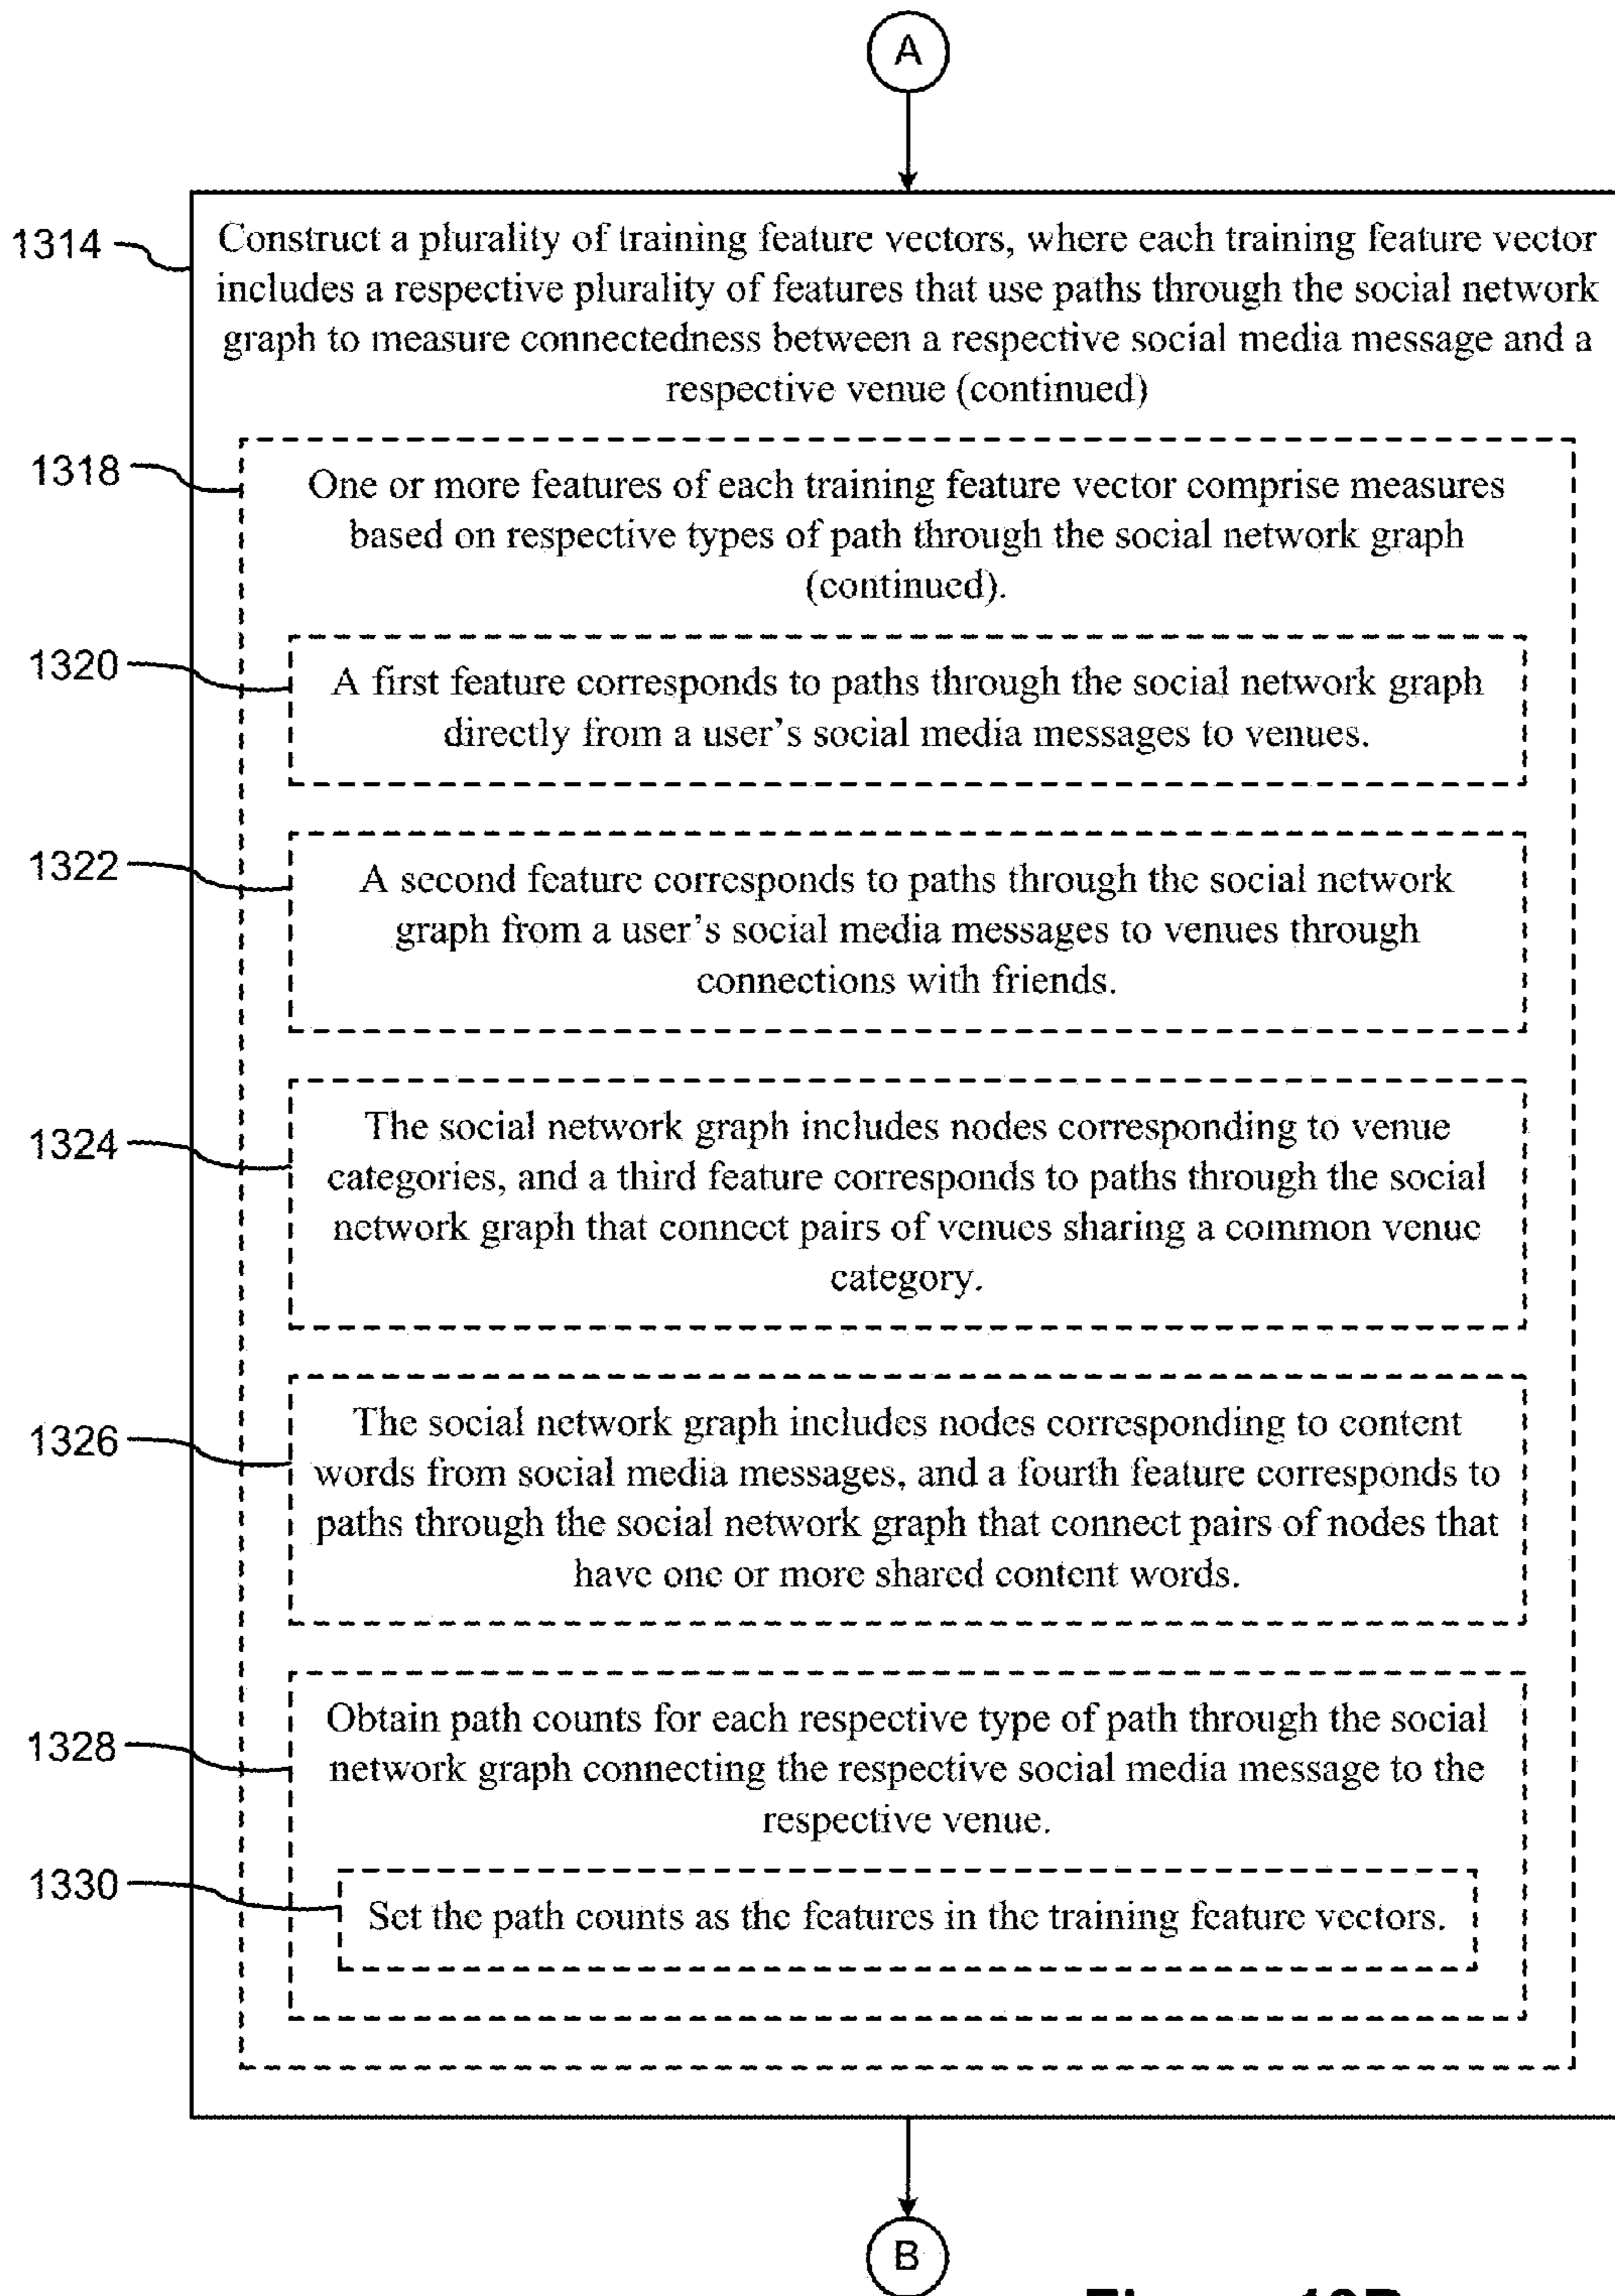 A
1314
Construct a plurality of training feature vectors, where each training feature vector
includes a respective plurality of features that use paths through the social network
graph to measure connectedness between a respective social media message and a
respective venue (continued)
1318
One or more features of each training feature vector comprise measures
based on respective types of path through the social network graph
(continued).
1320
A first feature corresponds to paths through the social network graph
directly from a user's social media messages to venues.
1322
A second feature corresponds to paths through the social network
graph from a user's social media messages to venues through
connections with friends.
1324
The social network graph includes nodes corresponding to venue
categories, and a third feature corresponds to paths through the social
network graph that connect pairs of venues sharing a common venue
category.
1326
The social network graph includes nodes corresponding to content
words from social media messages, and a fourth feature corresponds to
paths through the social network graph that connect pairs of nodes that
have one or more shared content words.
1328
Obtain path counts for each respective type of path through the social
network graph connecting the respective social media message to the
respective venue.
1330
Set the path counts as the features in the training feature vectors.
B